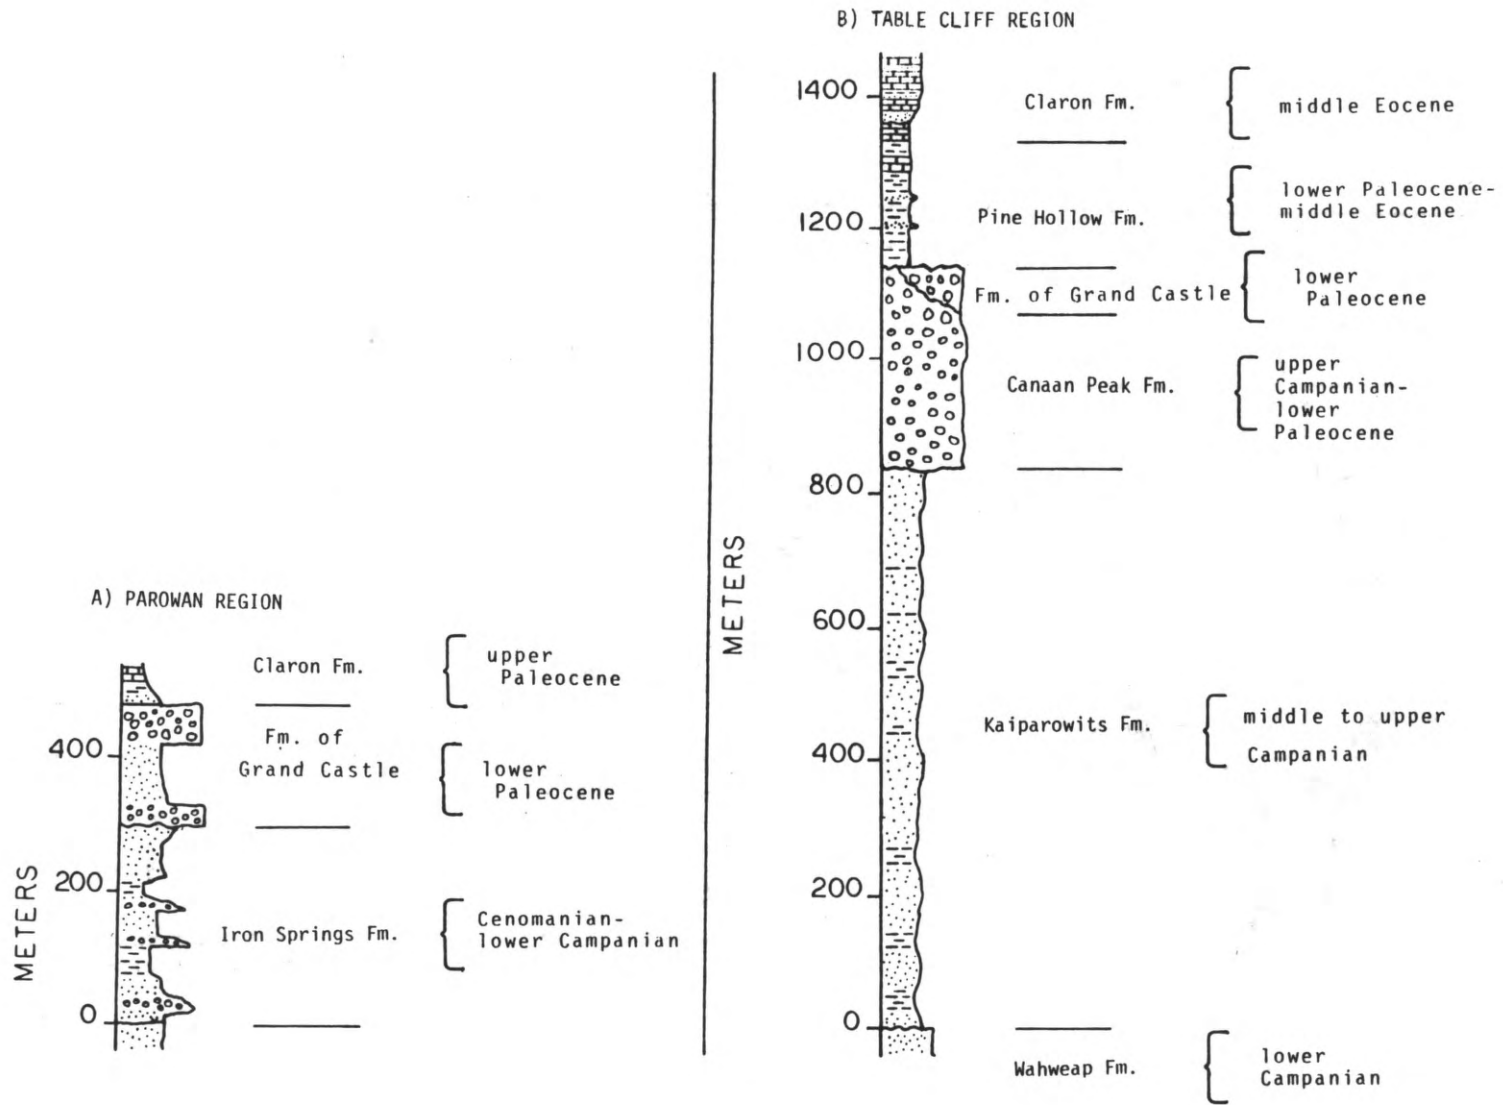 A) PAROWAN REGION
METERS
400
200
0
Claron Fm.
upper
Paleocene
Fm. of
Grand Castle
lower
Paleocene
Iron Springs Fm.
Cenomanian-
lower Campanian
B) TABLE CLIFF REGION
METERS
1400
1200
1000
800
600
400
200
0
Claron Fm.
middle Eocene
Pine Hollow Fm.
lower Paleocene-
middle Eocene
Fm. of Grand Castle
lower
Paleocene
Canaan Peak Fm.
upper
Campanian-
lower
Paleocene
Kaiparowits Fm.
middle to upper
Campanian
Wahweap Fm.
lower
Campanian